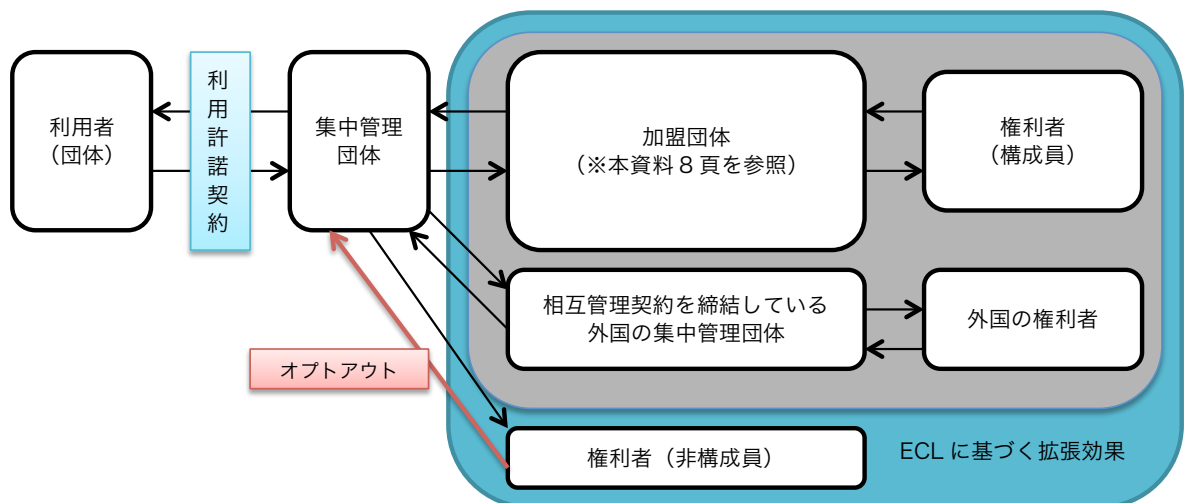 利用者
（団体）
利用許諾契約
集中管理
団体
加盟団体
（※本資料８頁を参照）
権利者
（構成員）
相互管理契約を締結している
外国の集中管理団体
外国の権利者
オプトアウト
権利者（非構成員）
ECL に基づく拡張効果